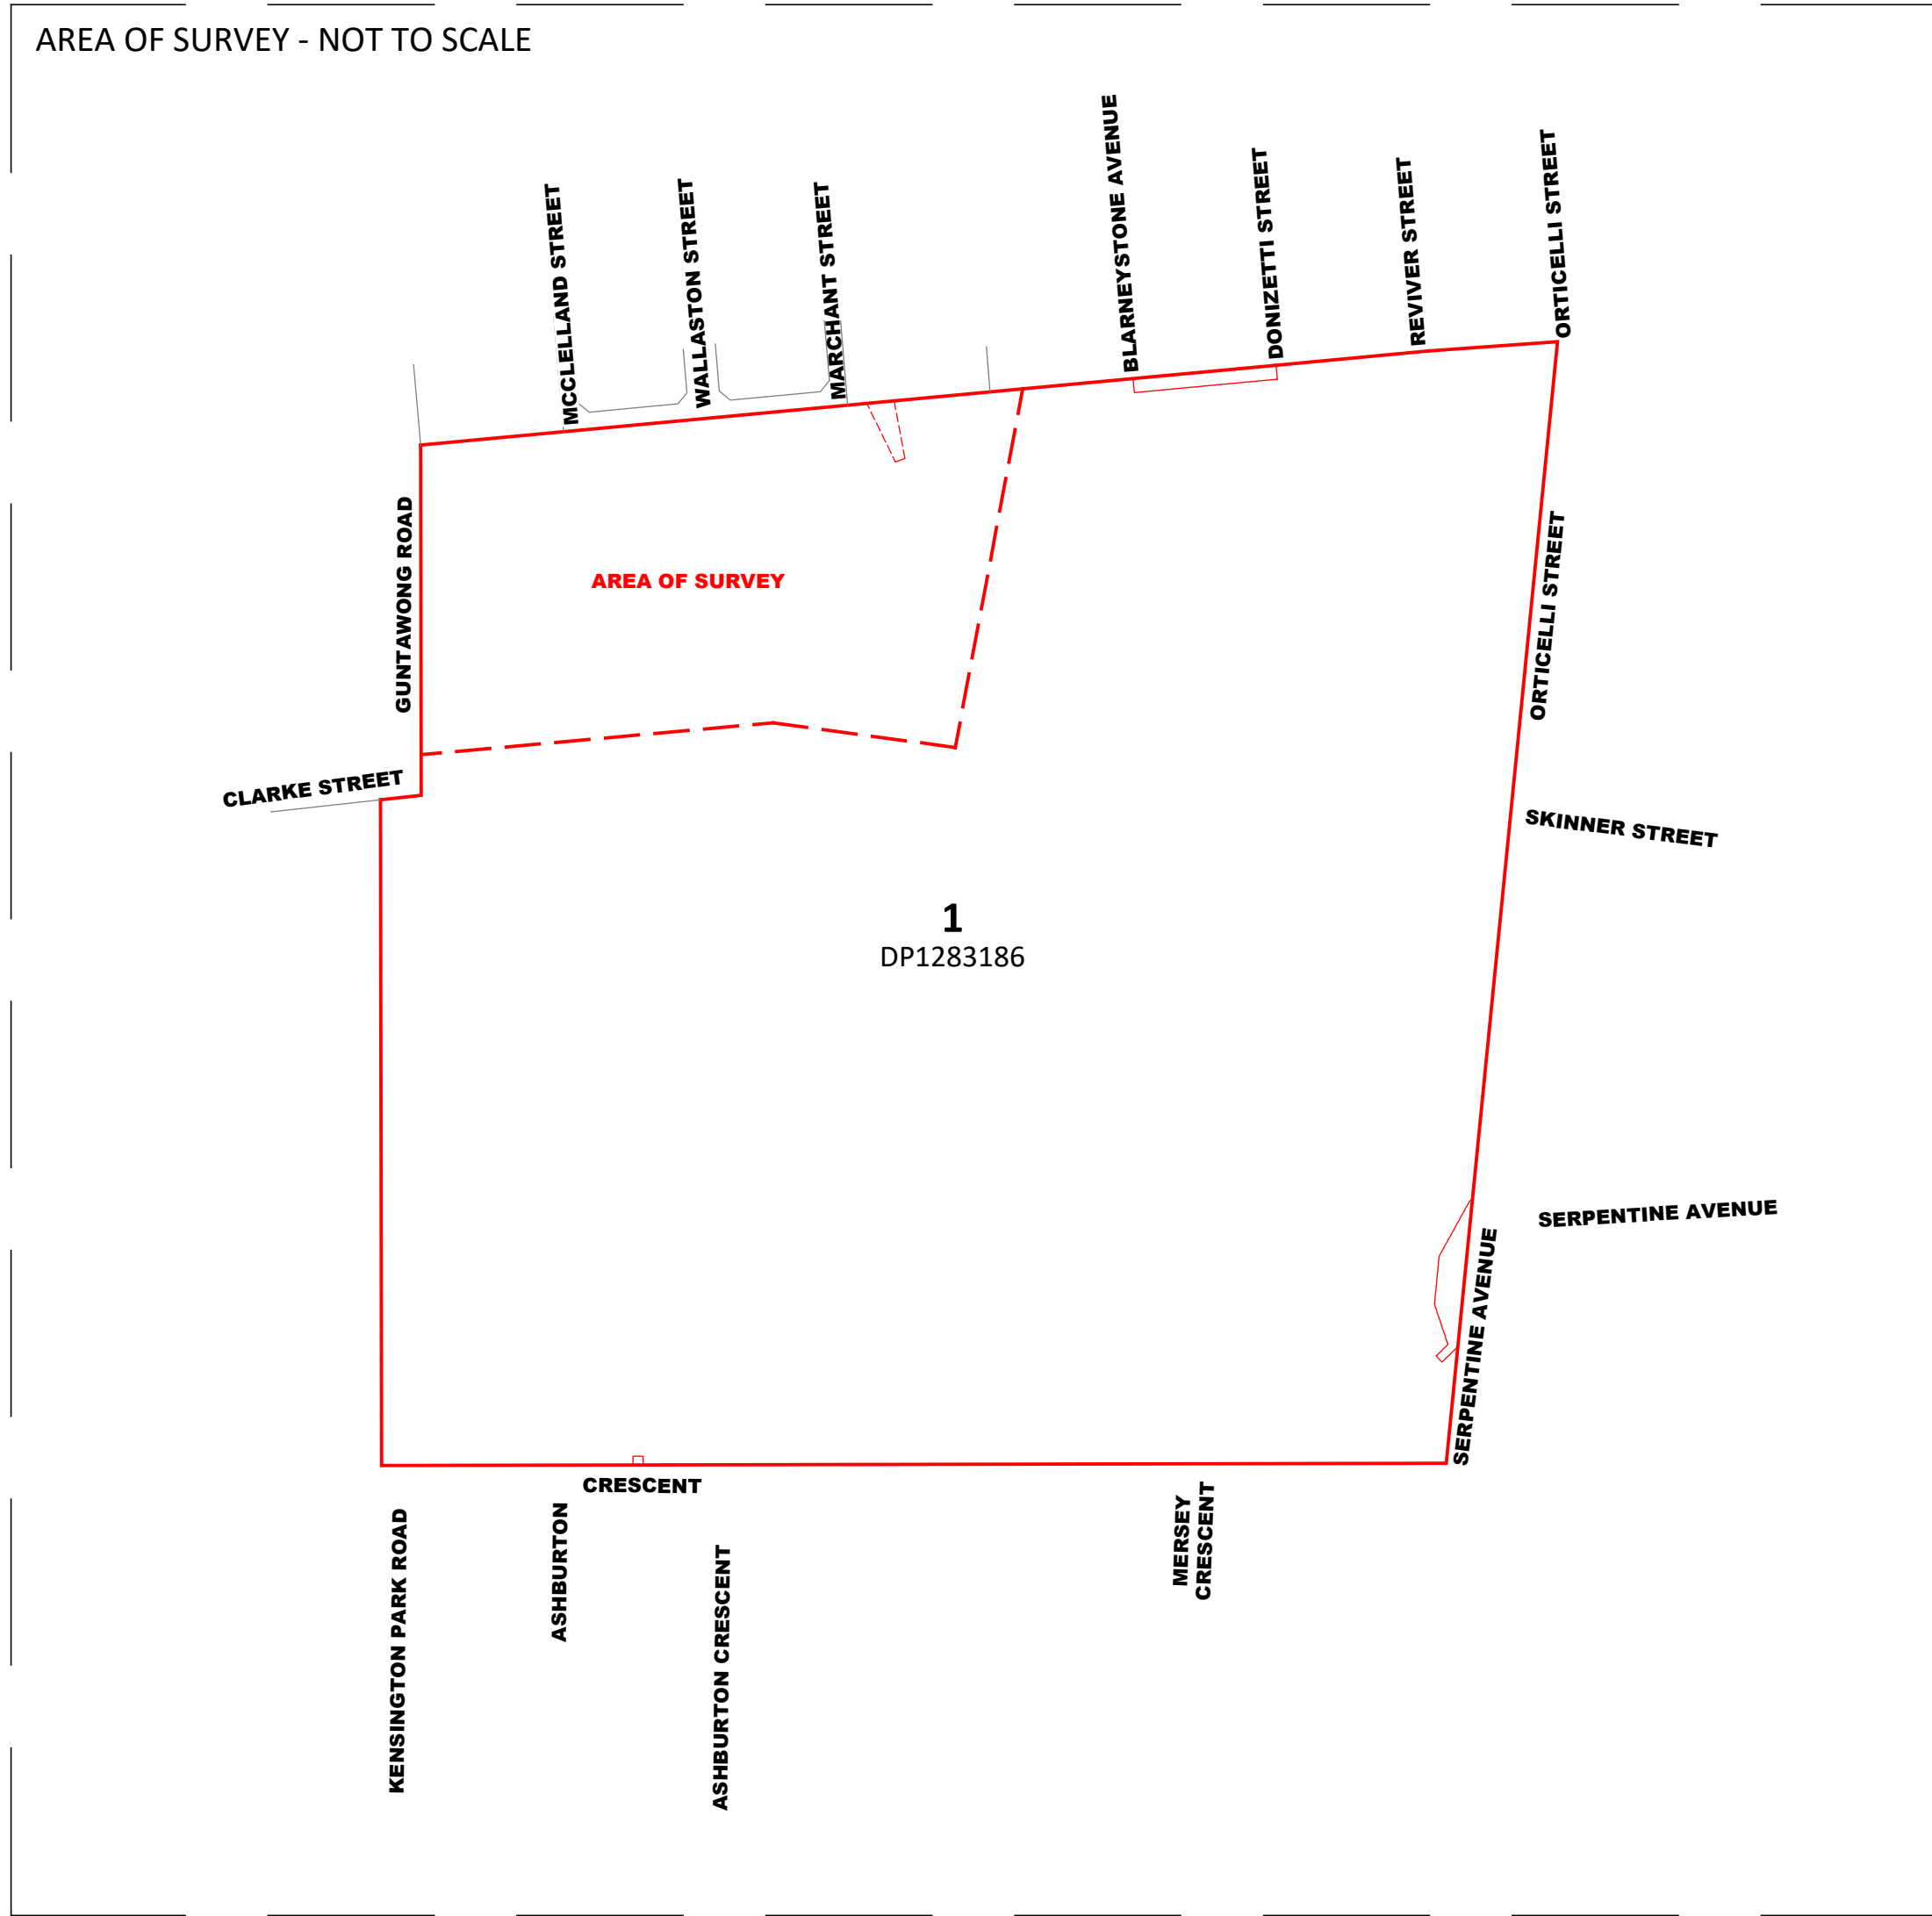 AREA OF SURVEY - NOT TO SCALE
MCCLELLAND STREET
WALLASTON STREET
MARCHANT STREET
BLARNEYSTONE AVENUE
DONIZETTI STREET
REVIVER STREET
ORTICELLI STREET
GUNTAWONG ROAD
AREA OF SURVEY
ORTICELLI STREET
CLARKE STREET
SKINNER STREET
1
DP1283186
SERPENTINE AVENUE
SERPENTINE AVENUE
CRESCENT
KENSINGTON PARK ROAD
ASHBURTON
ASHBURTON CRESCENT
MERSEY
CRESCENT